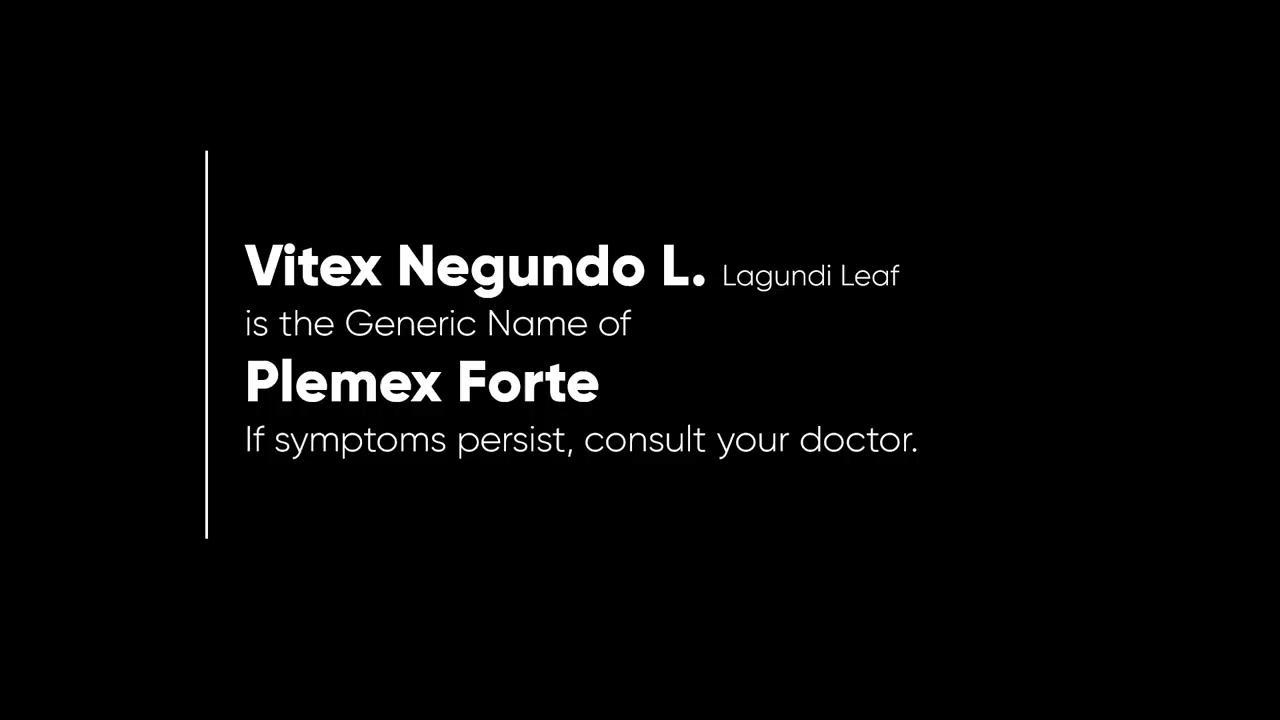 Vitex Negundo L. Lagundi Leaf
is the Generic Name of
Plemex Forte
If symptoms persist, consult your doctor.